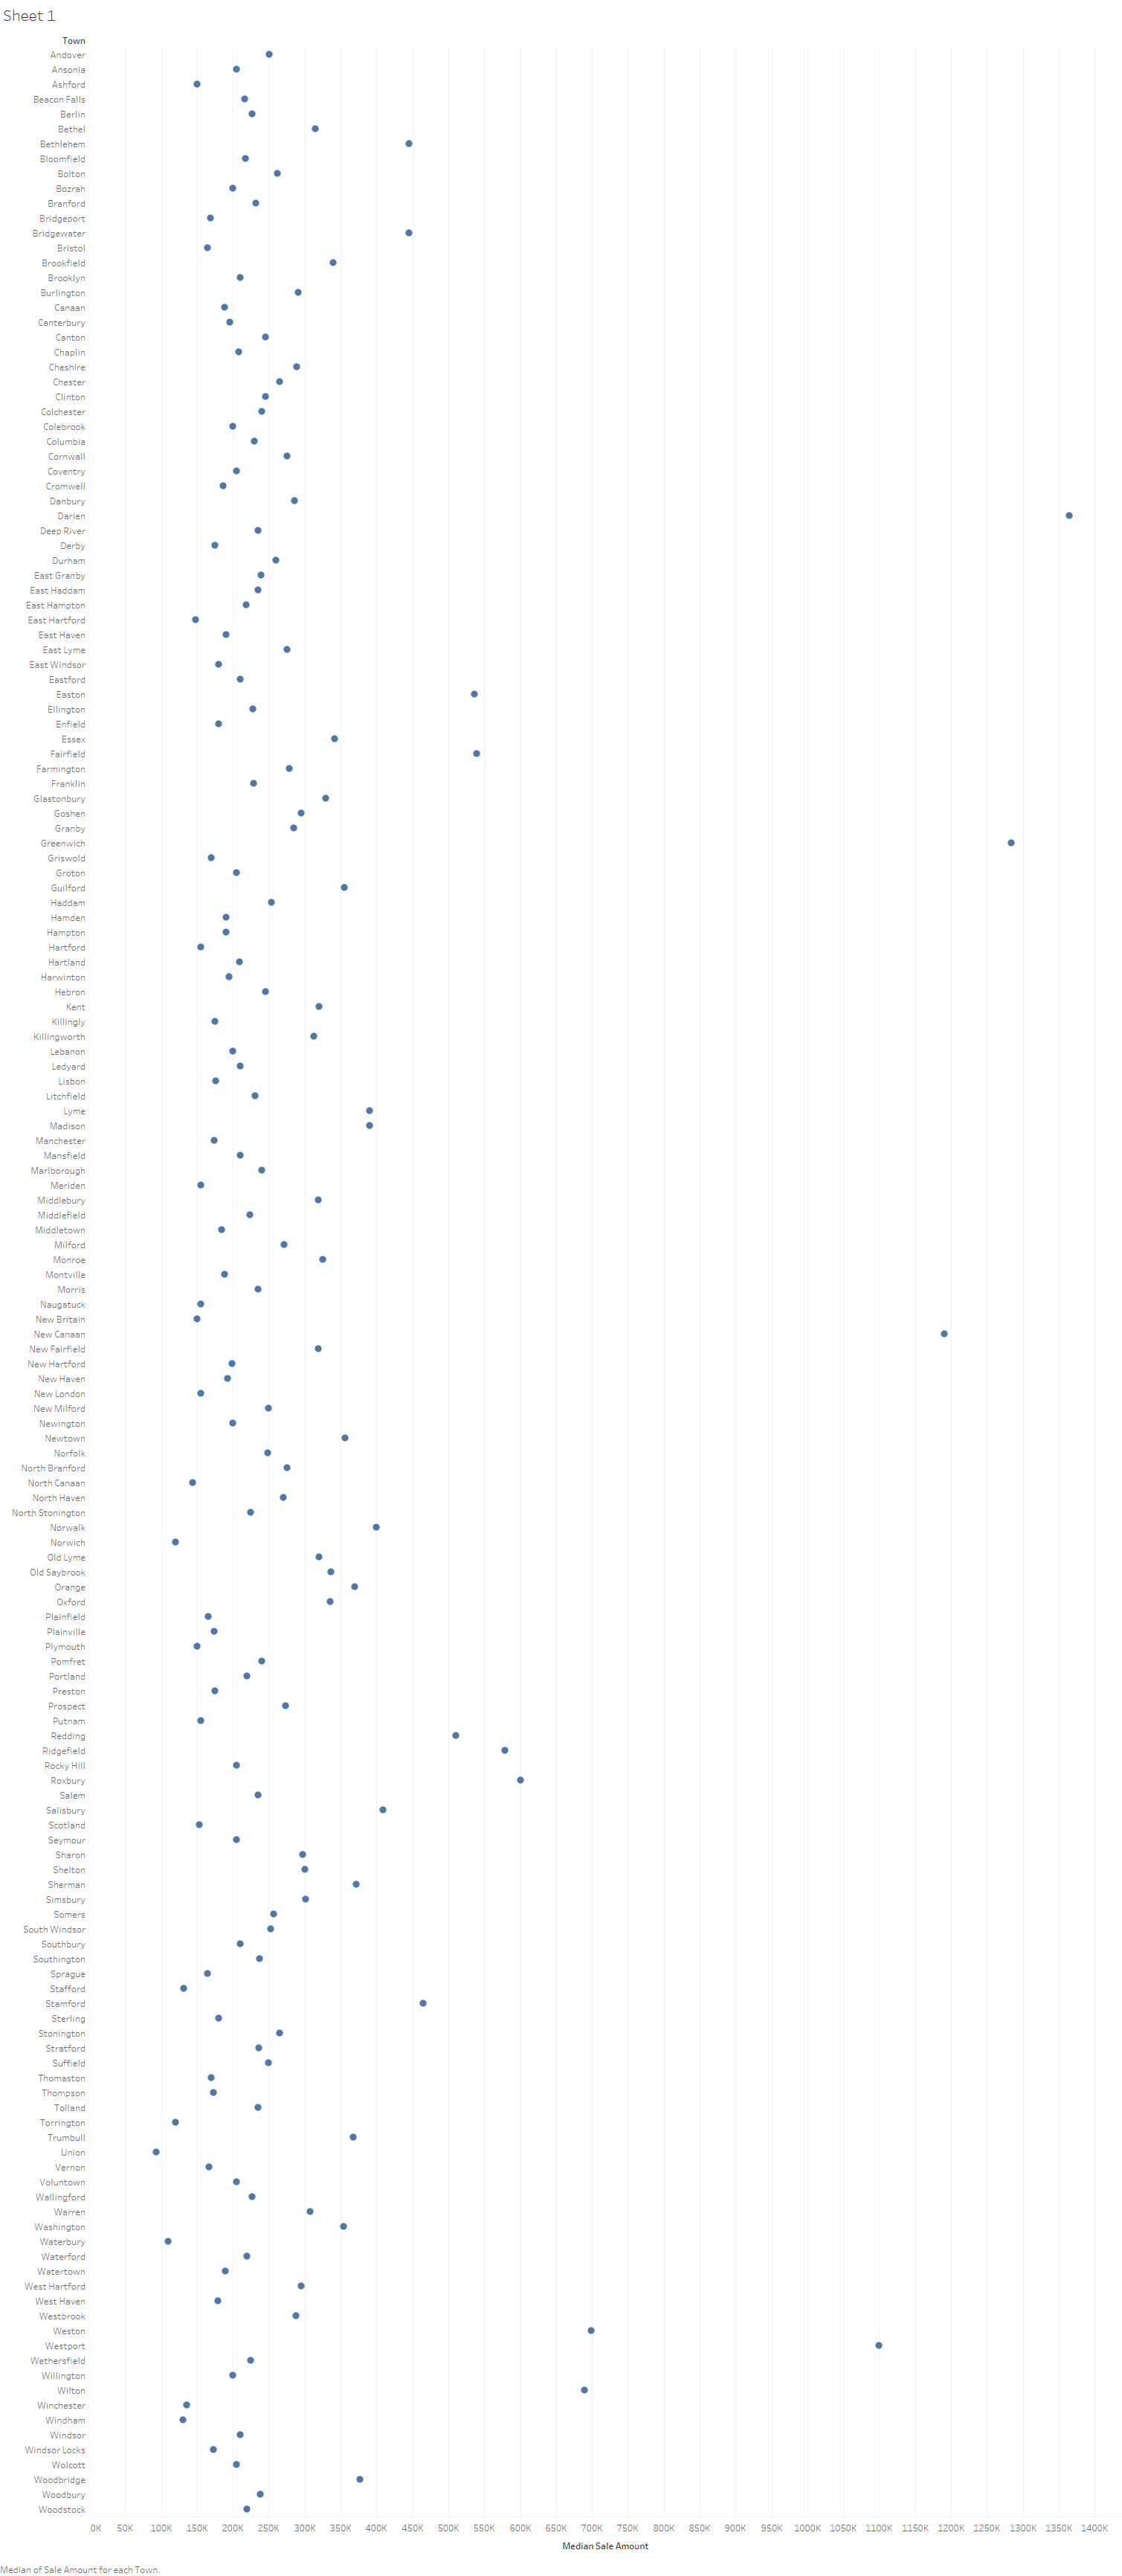 Sheet 1
Town
Andover
Ansonia
Ashford
Beacon Falls
Berlin
Bethel
Bethlehem
Bloomfield
Bolton
Bozrah
Branford
Bridgeport
Bridgewater
Bristol
Brookfield
Brooklyn
Burlington
Canaan
Canterbury
Canton
Chaplin
Cheshire
Chester
Clinton
Colchester
Colebrook
Columbia
Cornwall
Coventry
Cromwell
Danbury
Darien
Deep River
Derby
Durham
East Granby
East Haddam
East Hampton
East Hartford
East Haven
East Lyme
East Windsor
Eastford
Easton
Ellington
Enfield
Essex
Fairfield
Farmington
Franklin
Glastonbury
Goshen
Granby
Greenwich
Griswold
Groton
Guilford
Haddam
Hamden
Hampton
Hartford
Hartland
Harwinton
Hebron
Kent
Killingly
Killingworth
Lebanon
Ledyard
Lisbon
Litchfield
Lyme
Madison
Manchester
Mansfield
Marlborough
Meriden
Middlebury
Middlefield
Middletown
Milford
Monroe
Montville
Morris
Naugatuck
New Britain
New Canaan
New Fairfield
New Hartford
New Haven
New London
New Milford
Newington
Newtown
Norfolk
North Branford
North Canaan
North Haven
North Stonington
Norwalk
Norwich
Old Lyme
Old Saybrook
Orange
Oxford
Plainfield
Plainville
Plymouth
Pomfret
Portland
Preston
Prospect
Putnam
Redding
Ridgefield
Rocky Hill
Roxbury
Salem
Salisbury
Scotland
Seymour
Sharon
Shelton
Sherman
Simsbury
Somers
South Windsor
Southbury
Southington
Sprague
Stafford
Stamford
Sterling
Stonington
Stratford
Suffield
Thomaston
Thompson
Tolland
Torrington
Trumbull
Union
Vernon
Voluntown
Wallingford
Warren
Washington
Waterbury
Waterford
Watertown
West Hartford
West Haven
Westbrook
Weston
Westport
Wethersfield
Willington
Wilton
Winchester
Windham
Windsor
Windsor Locks
Wolcott
Woodbridge
Woodbury
Woodstock
0K 50K 100K 150K 200K 250K 300K 350K 400K 450K 500K 550K 600K 650K 700K 750K 800K 850K 900K 950K 1000K 1050K 1100K 1150K 1200K 1250K 1300K 1350K 1400K
Median Sale Amount
Median of Sale Amount for each Town.